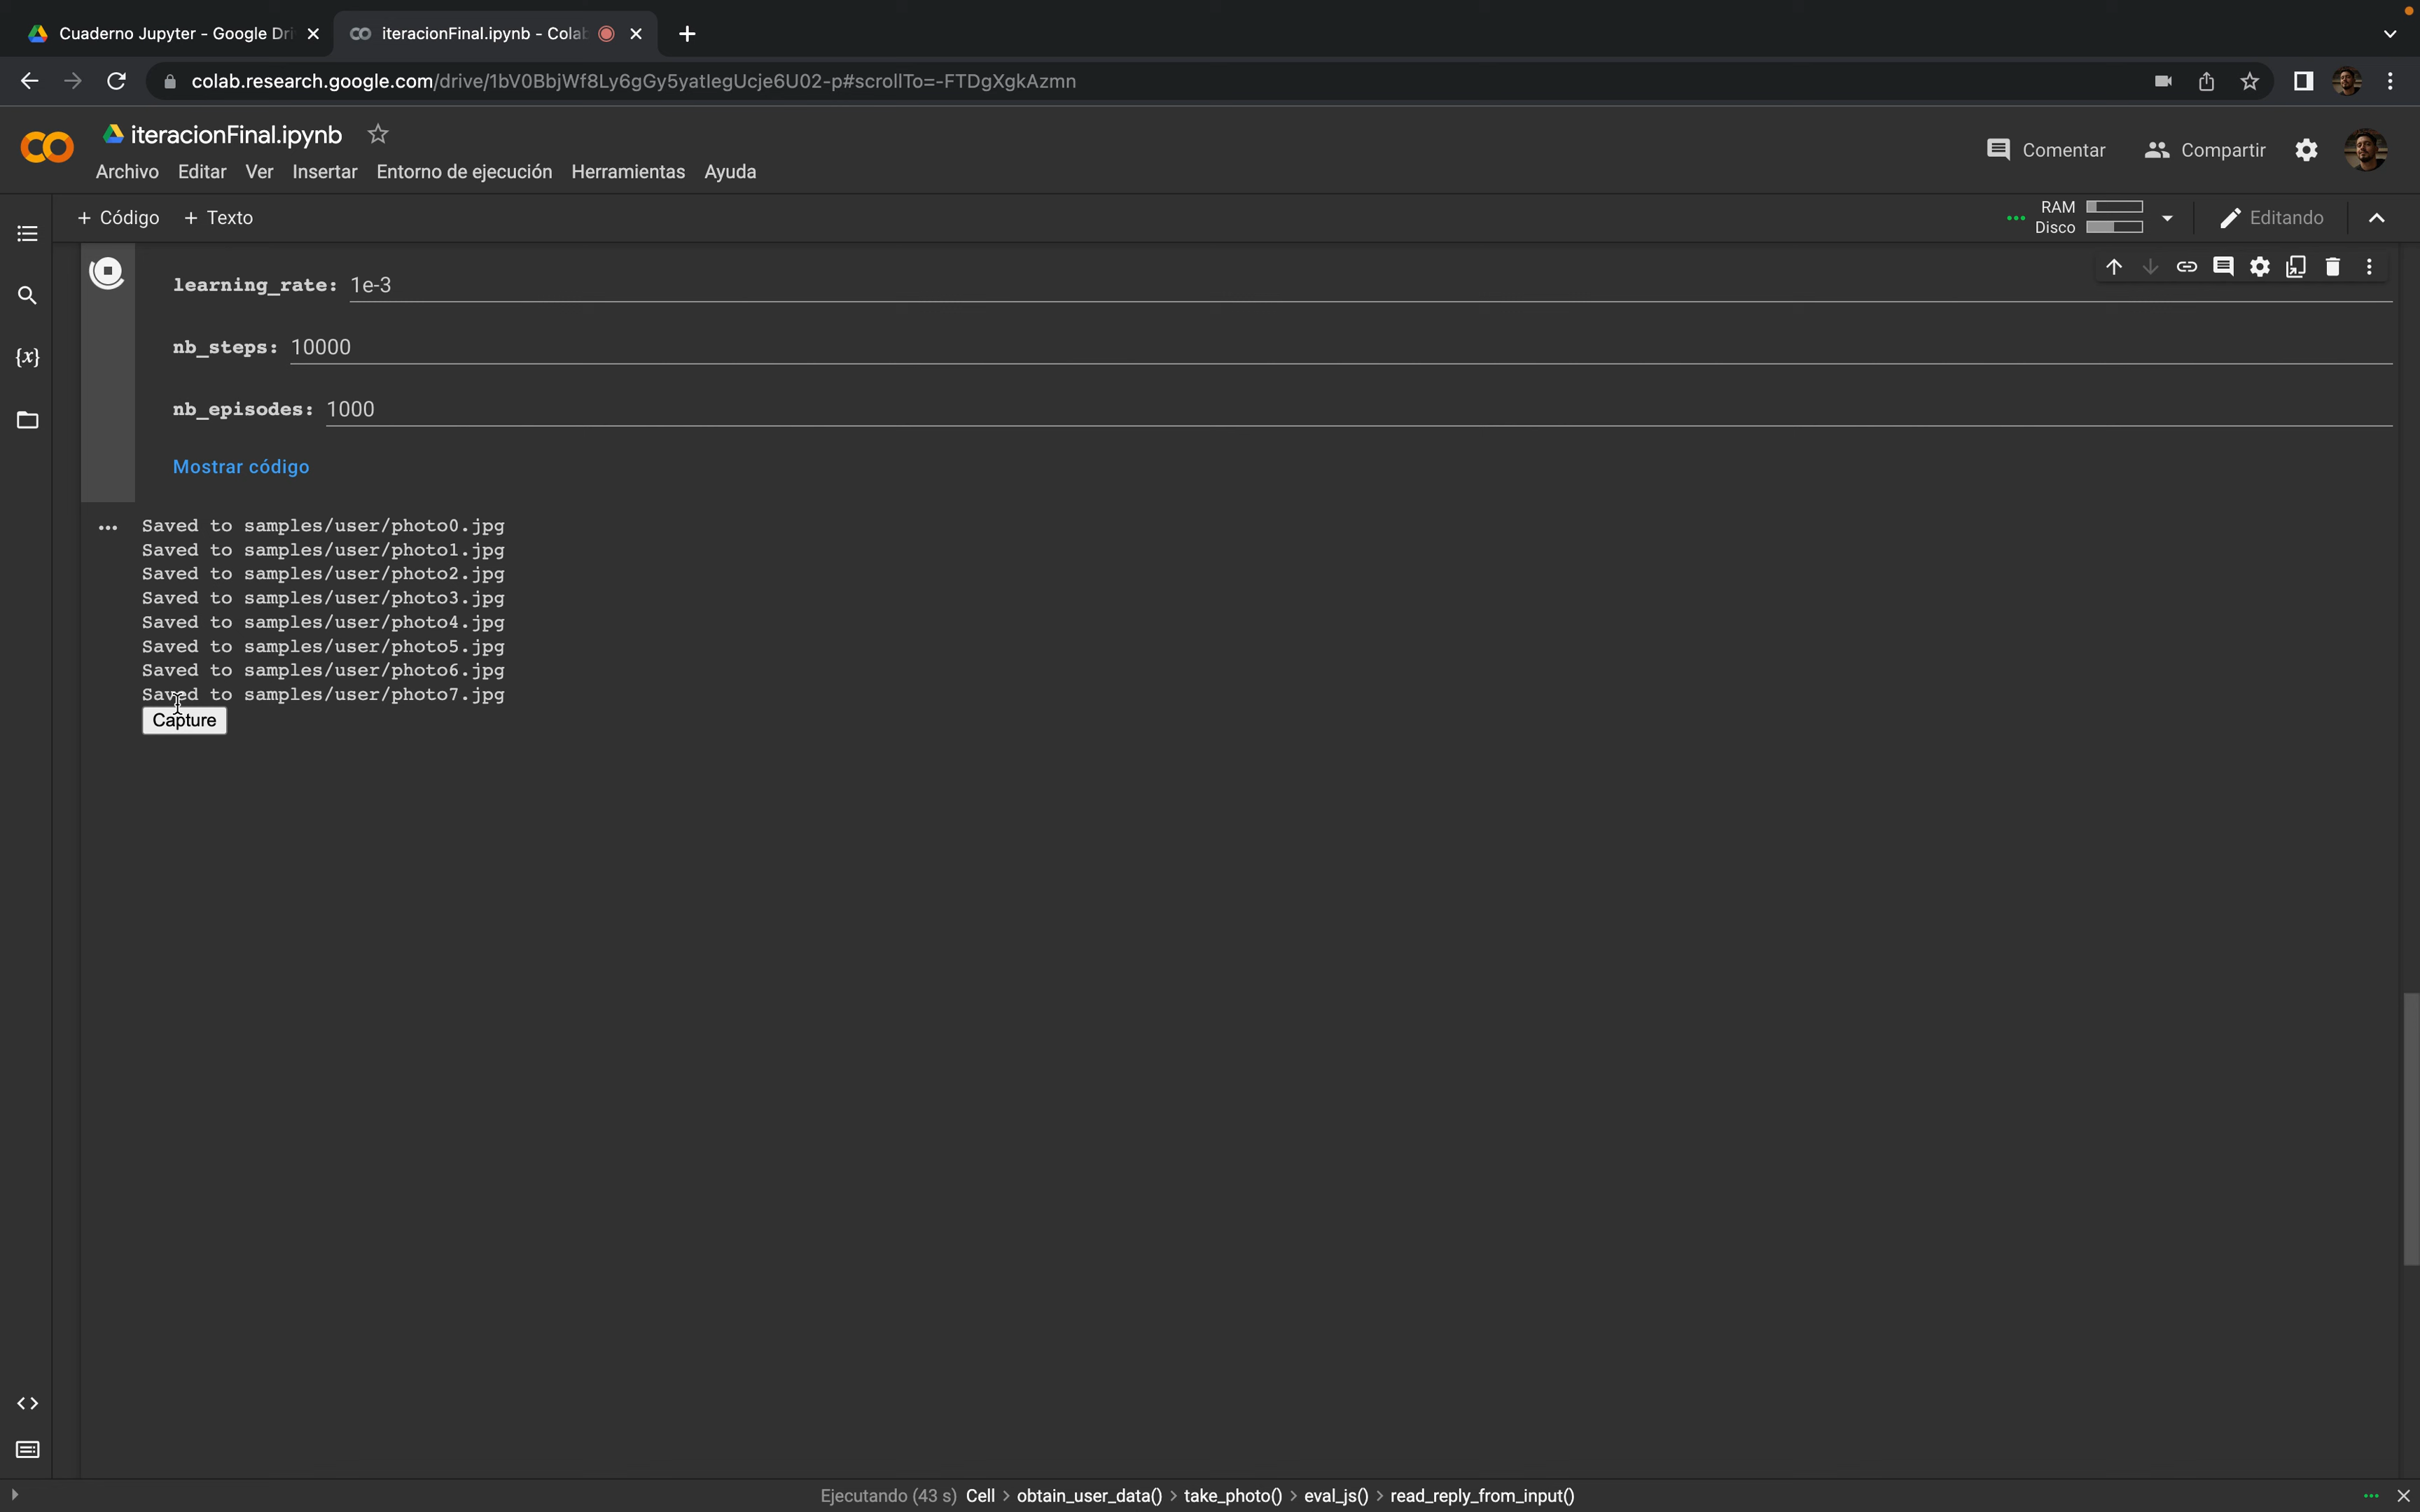 Cuaderno Jupyter - Google Dri
iteracionFinal.ipynb - Colab
colab.research.google.com/drive/1bV0BbjWf8Ly6gGy5yatlegUcje6U02-p#scrollTo=-FTDgXgkAzmn
iteracionFinal.ipynb
Comentar
Compartir
Archivo Editar Ver Insertar Entorno de ejecución Herramientas Ayuda
+ Código + Texto
RAM
Disco
Editando
learning_rate: 1e-3
nb_steps: 10000
nb_episodes: 1000
Mostrar código
Saved to samples/user/photo0.jpg
Saved to samples/user/photo1.jpg
Saved to samples/user/photo2.jpg
Saved to samples/user/photo3.jpg
Saved to samples/user/photo4.jpg
Saved to samples/user/photo5.jpg
Saved to samples/user/photo6.jpg
Saved to samples/user/photo7.jpg
Capture
Ejecutando (43 s) Cell > obtain_user_data() > take_photo() > eval_js() > read_reply_from_input()